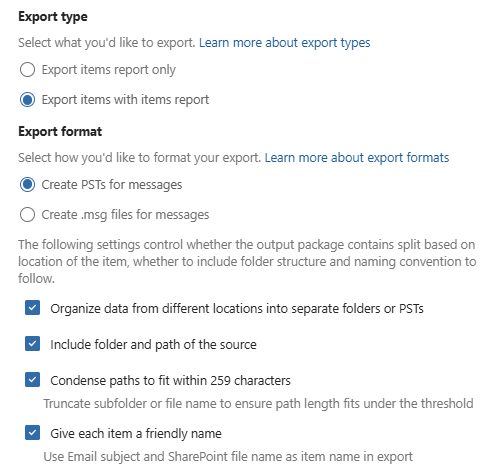 Export type
Select what you'd like to export. Learn more about export types
Export items report only
Export items with items report
Export format
Select how you'd like to format your export. Learn more about export formats
Create PSTs for messages
Create .msg files for messages
The following settings control whether the output package contains split based on
location of the item, whether to include folder structure and naming convention to
follow.
Organize data from different locations into separate folders or PSTs
Include folder and path of the source
Condense paths to fit within 259 characters
Truncate subfolder or file name to ensure path length fits under the threshold
Give each item a friendly name
Use Email subject and SharePoint file name as item name in export